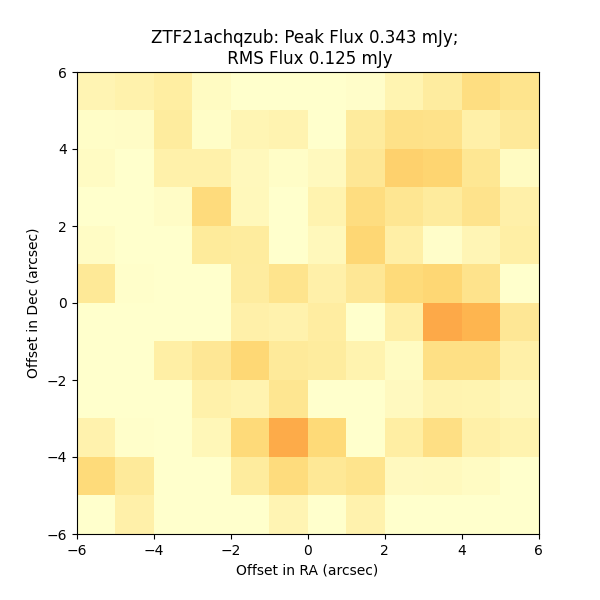 ZTF21achqzub: Peak Flux 0.343 mJy;
RMS Flux 0.125 mJy
6
4
2
0
−2
−4
−6
Offset in Dec (arcsec)
−6 −4 −2 0 2 4 6
Offset in RA (arcsec)